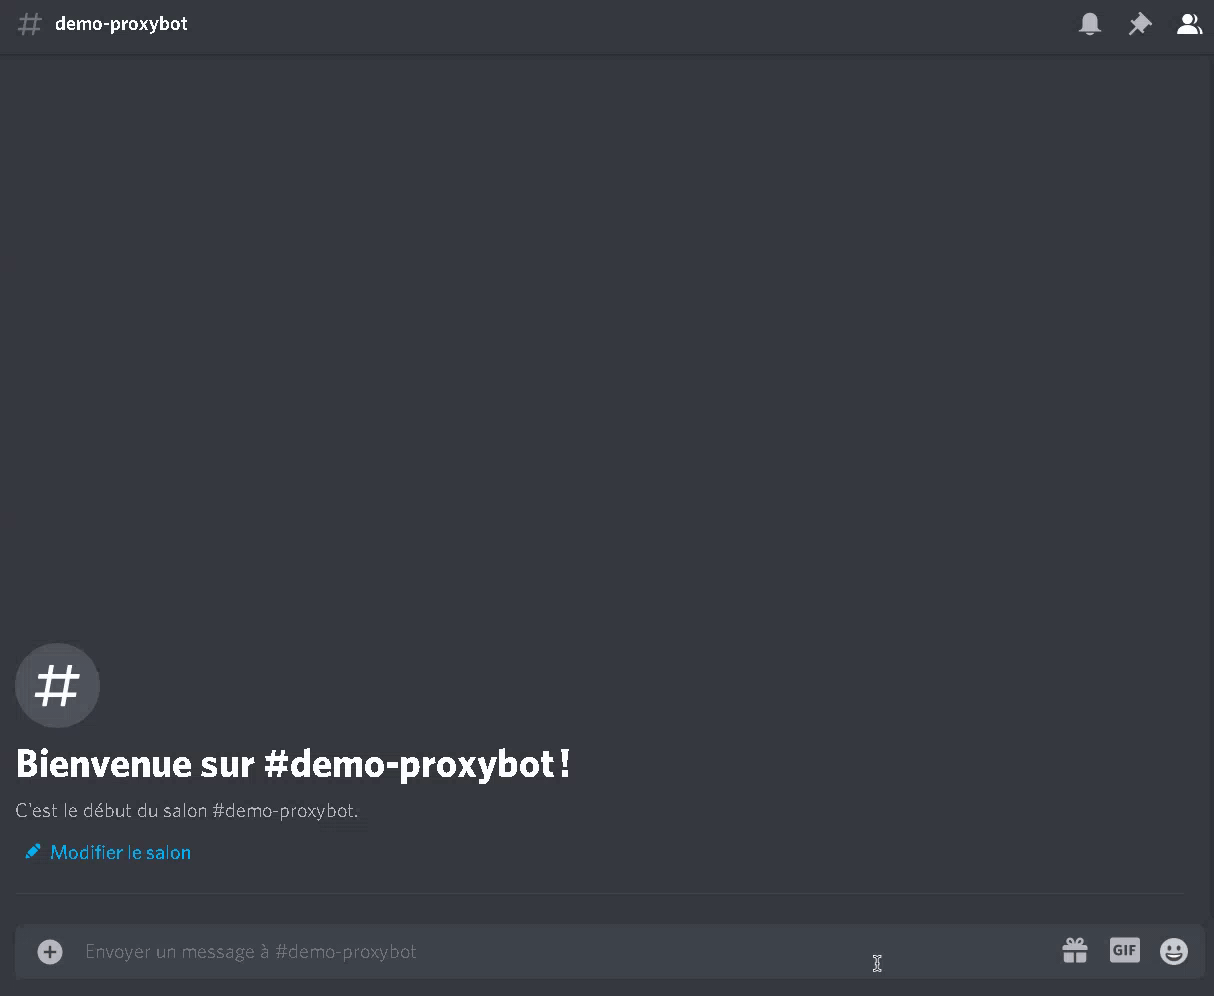 # demo-proxybot
#
Bienvenue sur #demo-proxybot !
C'est le début du salon #demo-proxybot.
Modifier le salon
Envoyer un message à #demo-proxybot
GIF